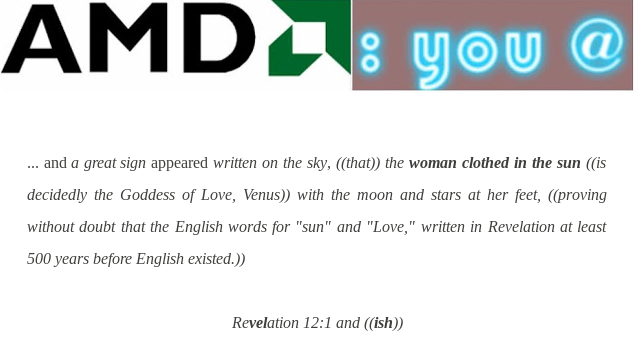 AMD : you @
... and a great sign appeared written on the sky, ((that)) the woman clothed in the sun ((is
decidedly the Goddess of Love, Venus)) with the moon and stars at her feet, ((proving
without doubt that the English words for "sun" and "Love," written in Revelation at least
500 years before English existed.))
Revelation 12:1 and ((ish))